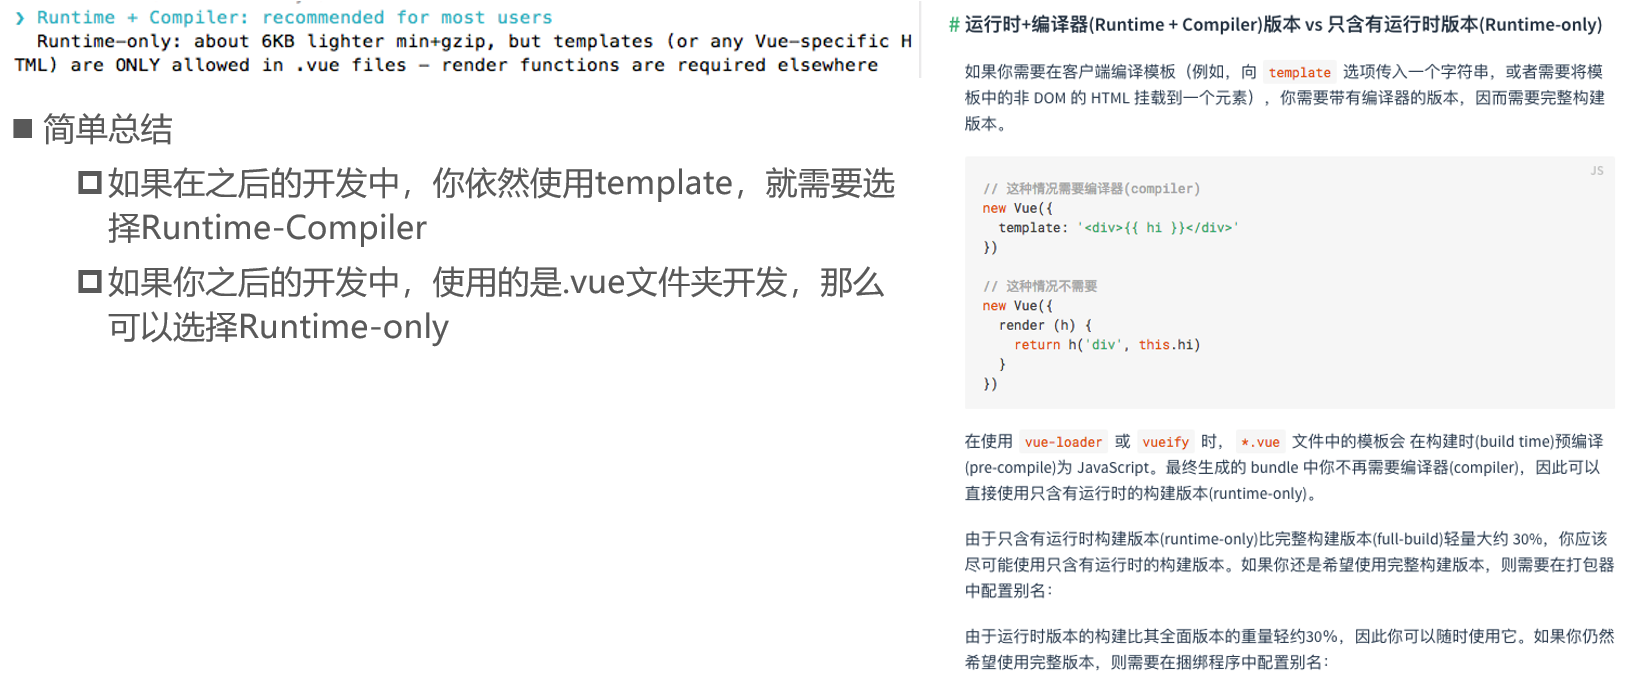 ❯ Runtime + Compiler: recommended for most users
Runtime-only: about 6KB lighter min+gzip, but templates (or any Vue-specific H
TML) are ONLY allowed in .vue files - render functions are required elsewhere
简单总结
如果在之后的开发中，你依然使用template，就需要选
择Runtime-Compiler
如果你之后的开发中，使用的是.vue文件夹开发，那么
可以选择Runtime-only
# 运行时+编译器(Runtime + Compiler)版本 vs 只含有运行时版本(Runtime-only)
如果你需要在客户端编译模板（例如，向 template 选项传入一个字符串，或者需要将模
板中的非 DOM 的 HTML 挂载到一个元素），你需要带有编译器的版本，因而需要完整构建
版本。
JS
// 这种情况需要编译器(compiler)
new Vue({
template: '<div>{{ hi }}</div>'
})
// 这种情况不需要
new Vue({
render (h) {
return h('div', this.hi)
}
})
在使用 vue-loader 或 vueify 时， *.vue 文件中的模板会 在构建时(build time)预编译
(pre-compile)为 JavaScript。最终生成的 bundle 中你不再需要编译器(compiler)，因此可以
直接使用只含有运行时的构建版本(runtime-only)。
由于只含有运行时构建版本(runtime-only)比完整构建版本(full-build)轻量大约 30%，你应该
尽可能使用只含有运行时的构建版本。如果你还是希望使用完整构建版本，则需要在打包器
中配置别名：
由于运行时版本的构建比其全面版本的重量轻约30％，因此你可以随时使用它。如果你仍然
希望使用完整版本，则需要在捆绑程序中配置别名：